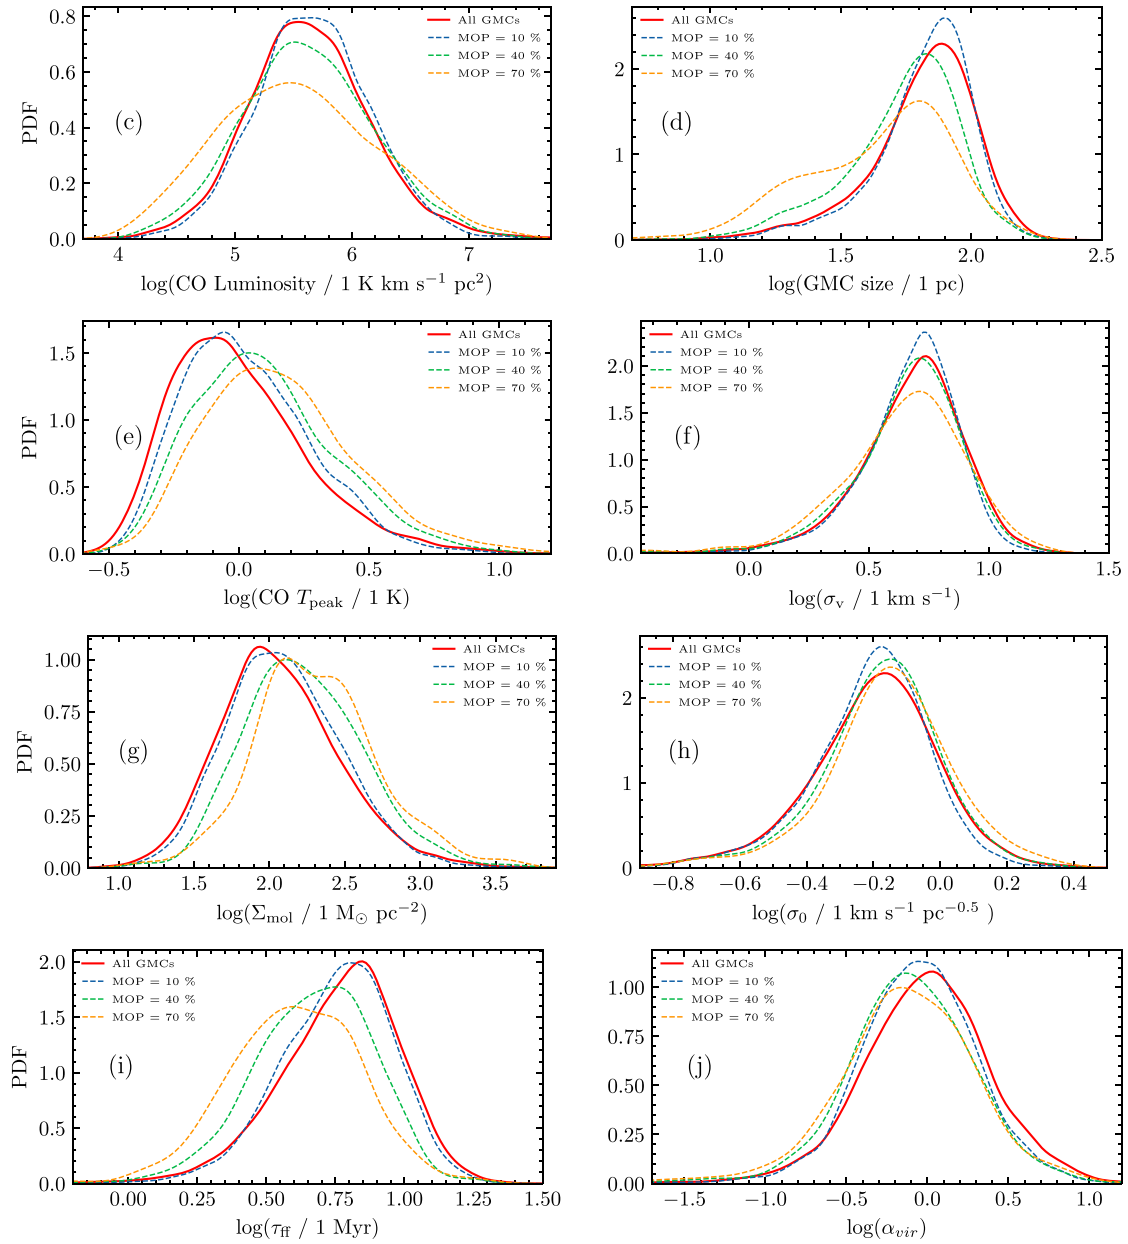 PDF
0.8
0.6
0.4
0.2
0.0
(c)
All GMCs
MOP = 10 %
MOP = 40 %
MOP = 70 %
4 5 6 7
log(CO Luminosity / 1 K km s⁻¹ pc²)
2
1
0
(d)
All GMCs
MOP = 10 %
MOP = 40 %
MOP = 70 %
1.0 1.5 2.0 2.5
log(GMC size / 1 pc)
PDF
1.5
1.0
0.5
0.0
(e)
All GMCs
MOP = 10 %
MOP = 40 %
MOP = 70 %
−0.5 0.0 0.5 1.0
log(CO T_peak / 1 K)
2.0
1.5
1.0
0.5
0.0
(f)
All GMCs
MOP = 10 %
MOP = 40 %
MOP = 70 %
0.0 0.5 1.0 1.5
log(σ_v / 1 km s⁻¹)
PDF
1.00
0.75
0.50
0.25
0.00
(g)
All GMCs
MOP = 10 %
MOP = 40 %
MOP = 70 %
1.0 1.5 2.0 2.5 3.0 3.5
log(Σ_mol / 1 M_⊙ pc⁻²)
2
1
0
(h)
All GMCs
MOP = 10 %
MOP = 40 %
MOP = 70 %
−0.8 −0.6 −0.4 −0.2 0.0 0.2 0.4
log(σ₀ / 1 km s⁻¹ pc⁻⁰·⁵ )
PDF
2.0
1.5
1.0
0.5
0.0
(i)
All GMCs
MOP = 10 %
MOP = 40 %
MOP = 70 %
0.00 0.25 0.50 0.75 1.00 1.25 1.50
log(τ_ff / 1 Myr)
1.00
0.75
0.50
0.25
0.00
(j)
All GMCs
MOP = 10 %
MOP = 40 %
MOP = 70 %
−1.5 −1.0 −0.5 0.0 0.5 1.0
log(α_vir)